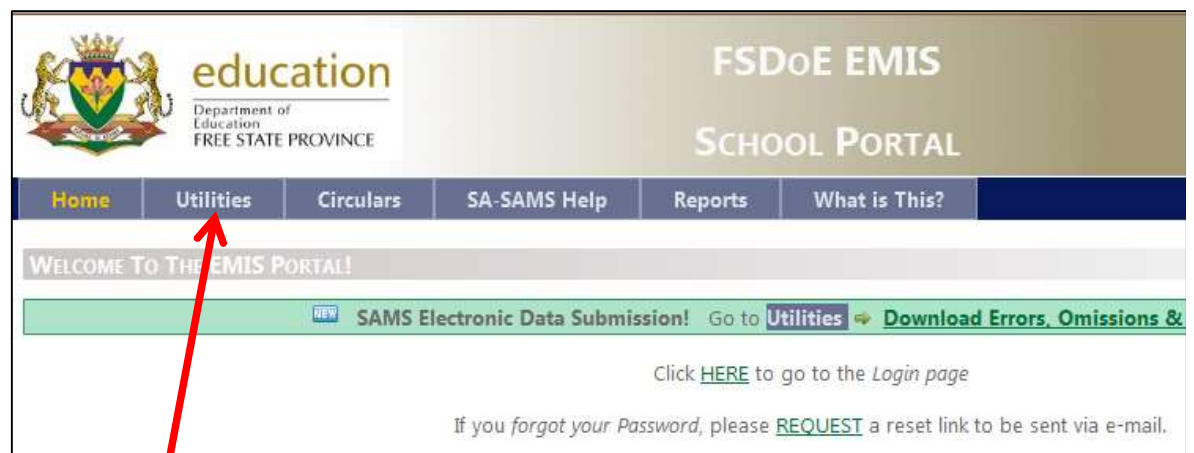 education
Department of
Education
FREE STATE PROVINCE
FSDoE EMIS
SCHOOL PORTAL
Home Utilities Circulars SA-SAMS Help Reports What is This?
WELCOME TO THE EMIS PORTAL!
NEW SAMS Electronic Data Submission! Go to Utilities ⇒ Download Errors, Omissions &
Click HERE to go to the Login page
If you forgot your Password, please REQUEST a reset link to be sent via e-mail.